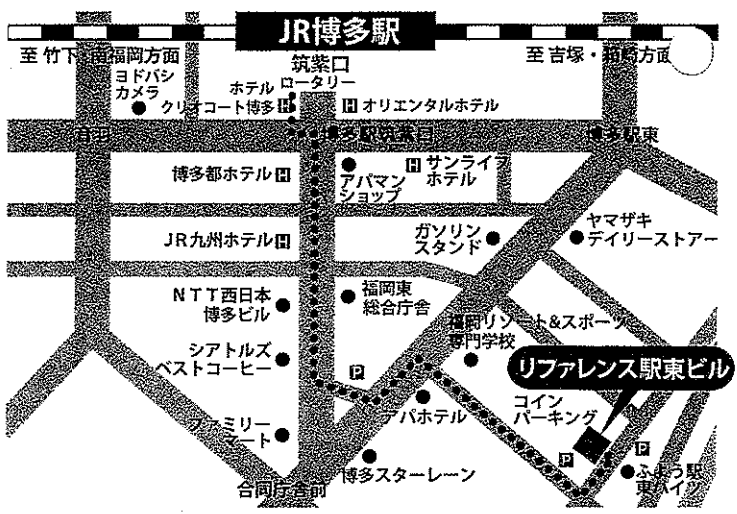 JR博多駅
至 竹下・南福岡方面
至 吉塚・箱崎方面
筑紫口
ロータリー
ヨドバシ
カメラ
ホテル
クリオコート博多 H
H オリエンタルホテル
音羽
博多駅筑紫口
博多駅東
博多都ホテル H
アパマン
ショップ
H サンライフ
ホテル
JR九州ホテル H
ガソリン
スタンド
ヤマザキ
デイリーストアー
NTT西日本
博多ビル
福岡東
総合庁舎
福岡リゾート&スポーツ
専門学校
シアトルズ
ベストコーヒー
P
リファレンス駅東ビル
アパホテル
コイン
パーキング
ファミリー
マート
博多スターレーン
P
P
ふよう駅
東ハイツ
合同庁舎前